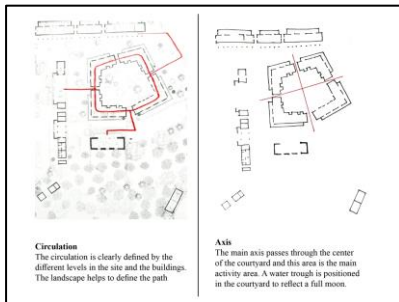 Circulation
The circulation is clearly defined by the
different levels in the site and the buildings.
The landscape helps to define the path
Axis
The main axis passes through the center
of the courtyard and this area is the main
activity area. A water trough is positioned
in the courtyard to reflect a full moon.